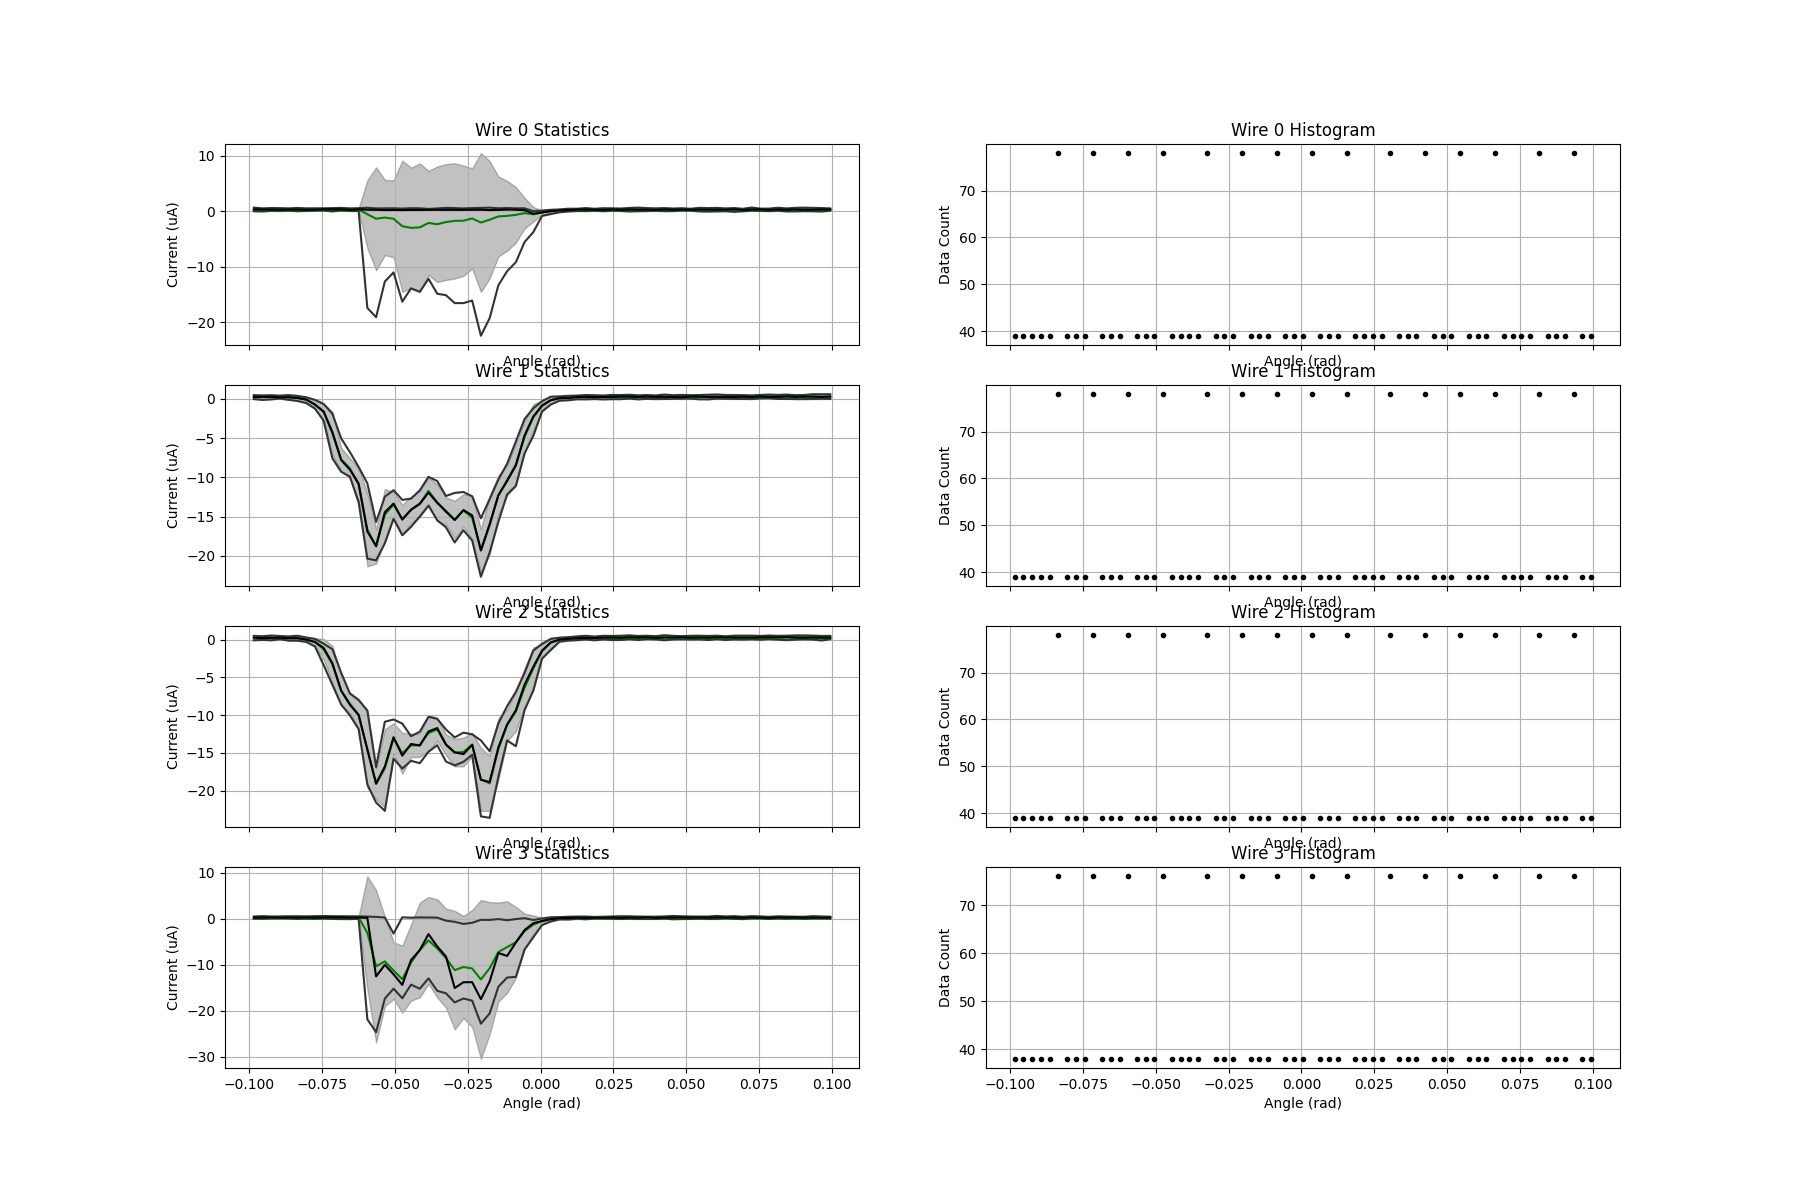 Wire 0 Statistics
Current (uA)
10
0
−10
−20
Angle (rad)
Wire 0 Histogram
Data Count
70
60
50
40
Angle (rad)
Wire 1 Statistics
Current (uA)
0
−5
−10
−15
−20
Angle (rad)
Wire 1 Histogram
Data Count
70
60
50
40
Angle (rad)
Wire 2 Statistics
Current (uA)
0
−5
−10
−15
−20
Angle (rad)
Wire 2 Histogram
Data Count
70
60
50
40
Angle (rad)
Wire 3 Statistics
Current (uA)
10
0
−10
−20
−30
−0.100 −0.075 −0.050 −0.025 0.000 0.025 0.050 0.075 0.100
Angle (rad)
Wire 3 Histogram
Data Count
70
60
50
40
−0.100 −0.075 −0.050 −0.025 0.000 0.025 0.050 0.075 0.100
Angle (rad)